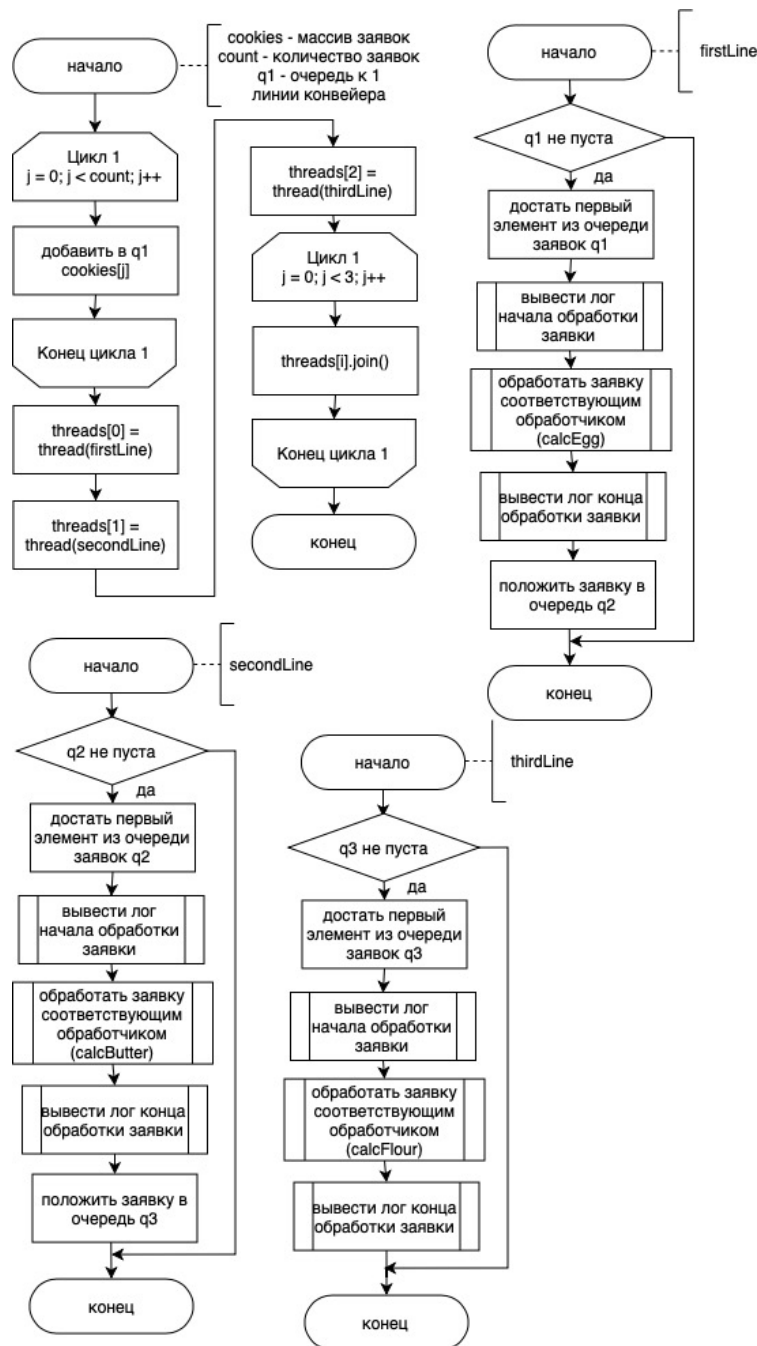 начало
cookies - массив заявок
count - количество заявок
q1 - очередь к 1
линии конвейера
Цикл 1
j = 0; j < count; j++
добавить в q1
cookies[j]
Конец цикла 1
threads[0] =
thread(firstLine)
threads[1] =
thread(secondLine)
threads[2] =
thread(thirdLine)
Цикл 1
j = 0; j < 3; j++
threads[i].join()
Конец цикла 1
конец
начало
firstLine
q1 не пуста
да
достать первый
элемент из очереди
заявок q1
вывести лог
начала обработки
заявки
обработать заявку
соответствующим
обработчиком
(calcEgg)
вывести лог конца
обработки заявки
положить заявку в
очередь q2
конец
начало
secondLine
q2 не пуста
да
достать первый
элемент из очереди
заявок q2
вывести лог
начала обработки
заявки
обработать заявку
соответствующим
обработчиком
(calcButter)
вывести лог конца
обработки заявки
положить заявку в
очередь q3
конец
начало
thirdLine
q3 не пуста
да
достать первый
элемент из очереди
заявок q3
вывести лог
начала обработки
заявки
обработать заявку
соответствующим
обработчиком
(calcFlour)
вывести лог конца
обработки заявки
конец